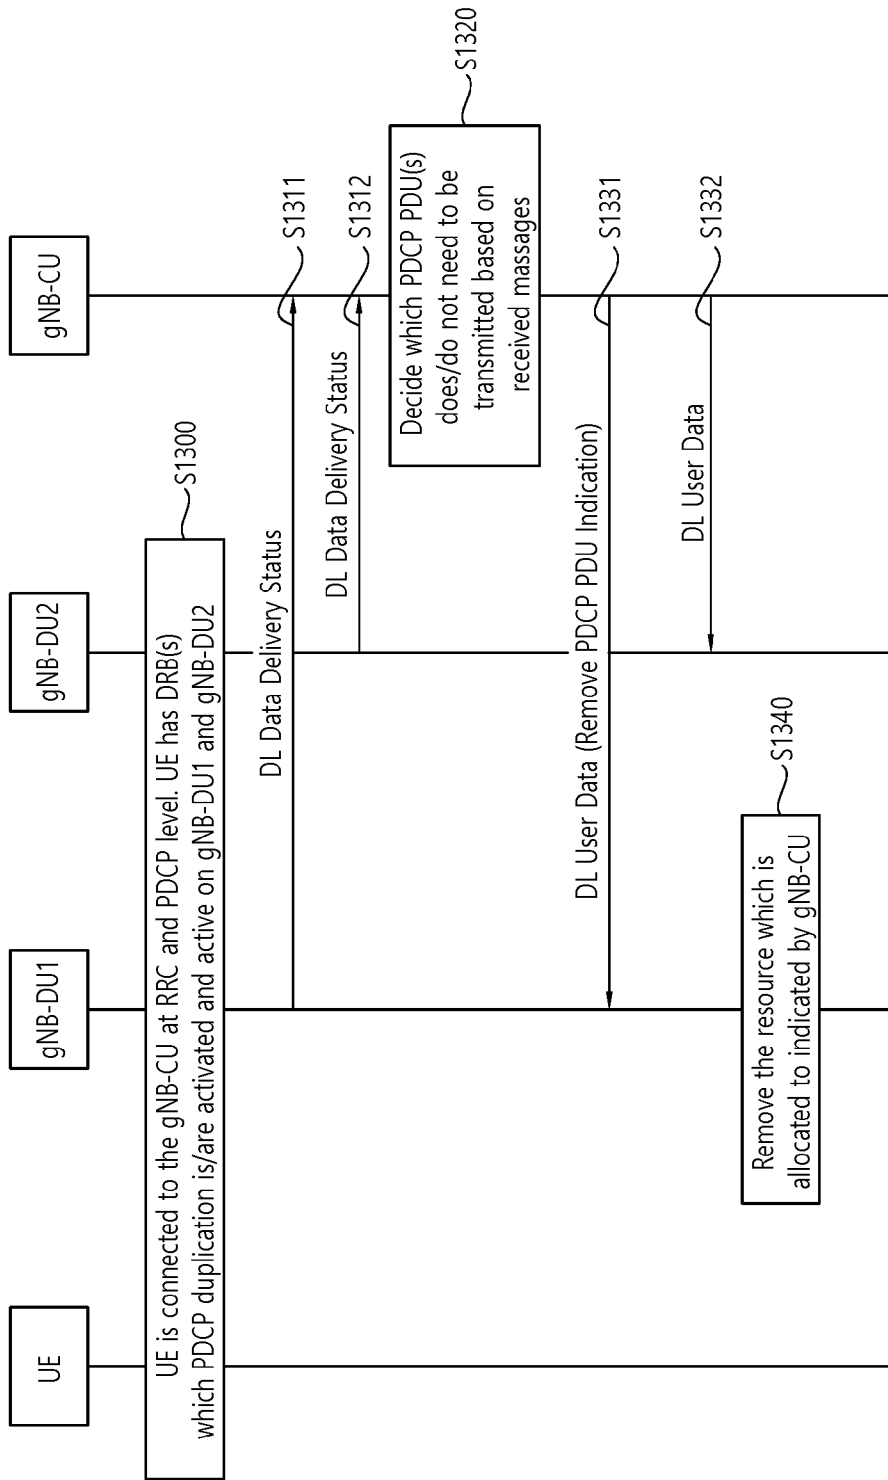 UE
gNB-DU1
gNB-DU2
gNB-CU
S1300
UE is connected to the gNB-CU at RRC and PDCP level. UE has DRB(s)
which PDCP duplication is/are activated and active on gNB-DU1 and gNB-DU2
DL Data Delivery Status
S1311
DL Data Delivery Status
S1312
Decide which PDCP PDU(s)
does/do not need to be
transmitted based on
received massages
S1320
DL User Data (Remove PDCP PDU Indication)
S1331
DL User Data
S1332
Remove the resource which is
allocated to indicated by gNB-CU
S1340